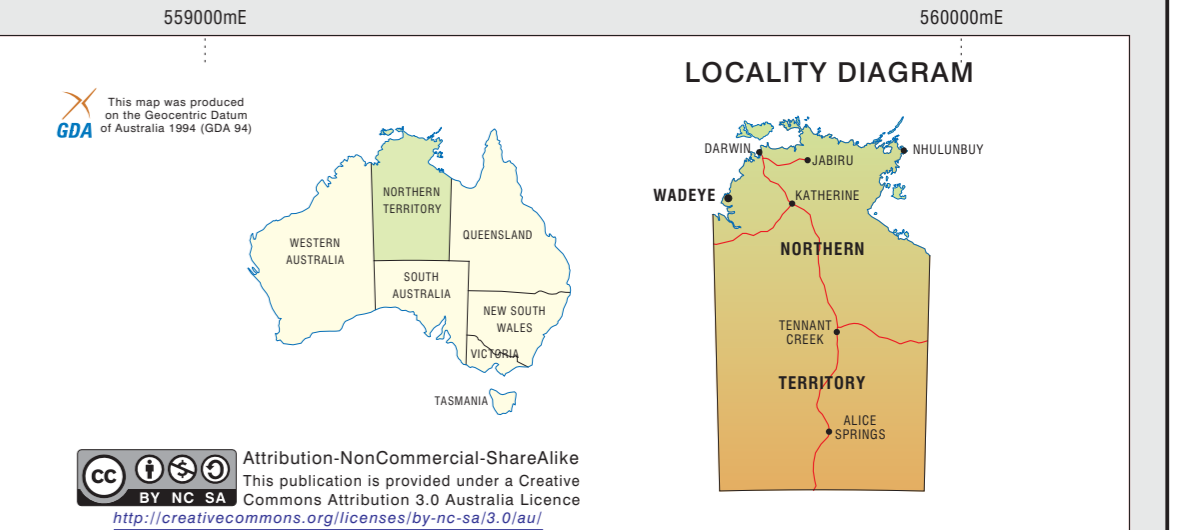 559000mE
560000mE
GDA
This map was produced
on the Geocentric Datum
of Australia 1994 (GDA 94)
NORTHERN
TERRITORY
WESTERN
AUSTRALIA
QUEENSLAND
SOUTH
AUSTRALIA
NEW SOUTH
WALES
VICTORIA
TASMANIA
LOCALITY DIAGRAM
DARWIN
JABIRU
NHULUNBUY
WADEYE
KATHERINE
NORTHERN
TENNANT
CREEK
TERRITORY
ALICE
SPRINGS
cc
BY NC SA
Attribution-NonCommercial-ShareAlike
This publication is provided under a Creative
Commons Attribution 3.0 Australia Licence
http://creativecommons.org/licenses/by-nc-sa/3.0/au/